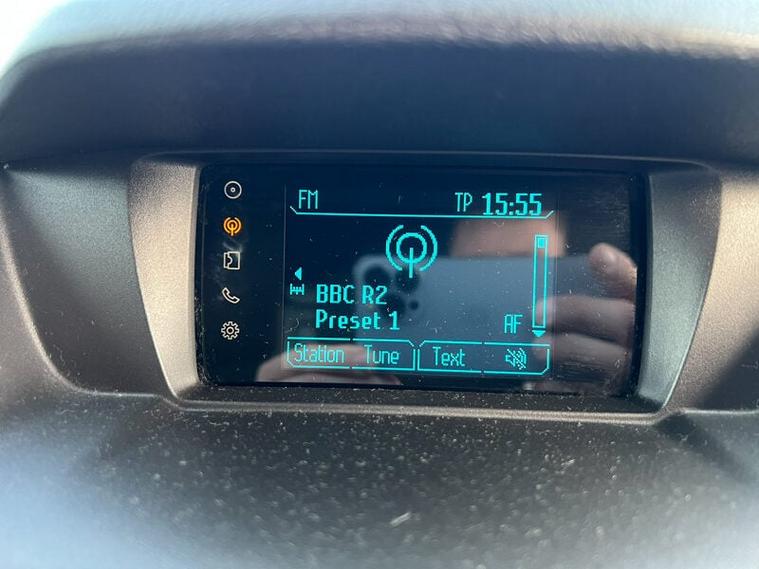 FM TP 15:55
BBC R2
Preset 1
AF
Station Tune Text